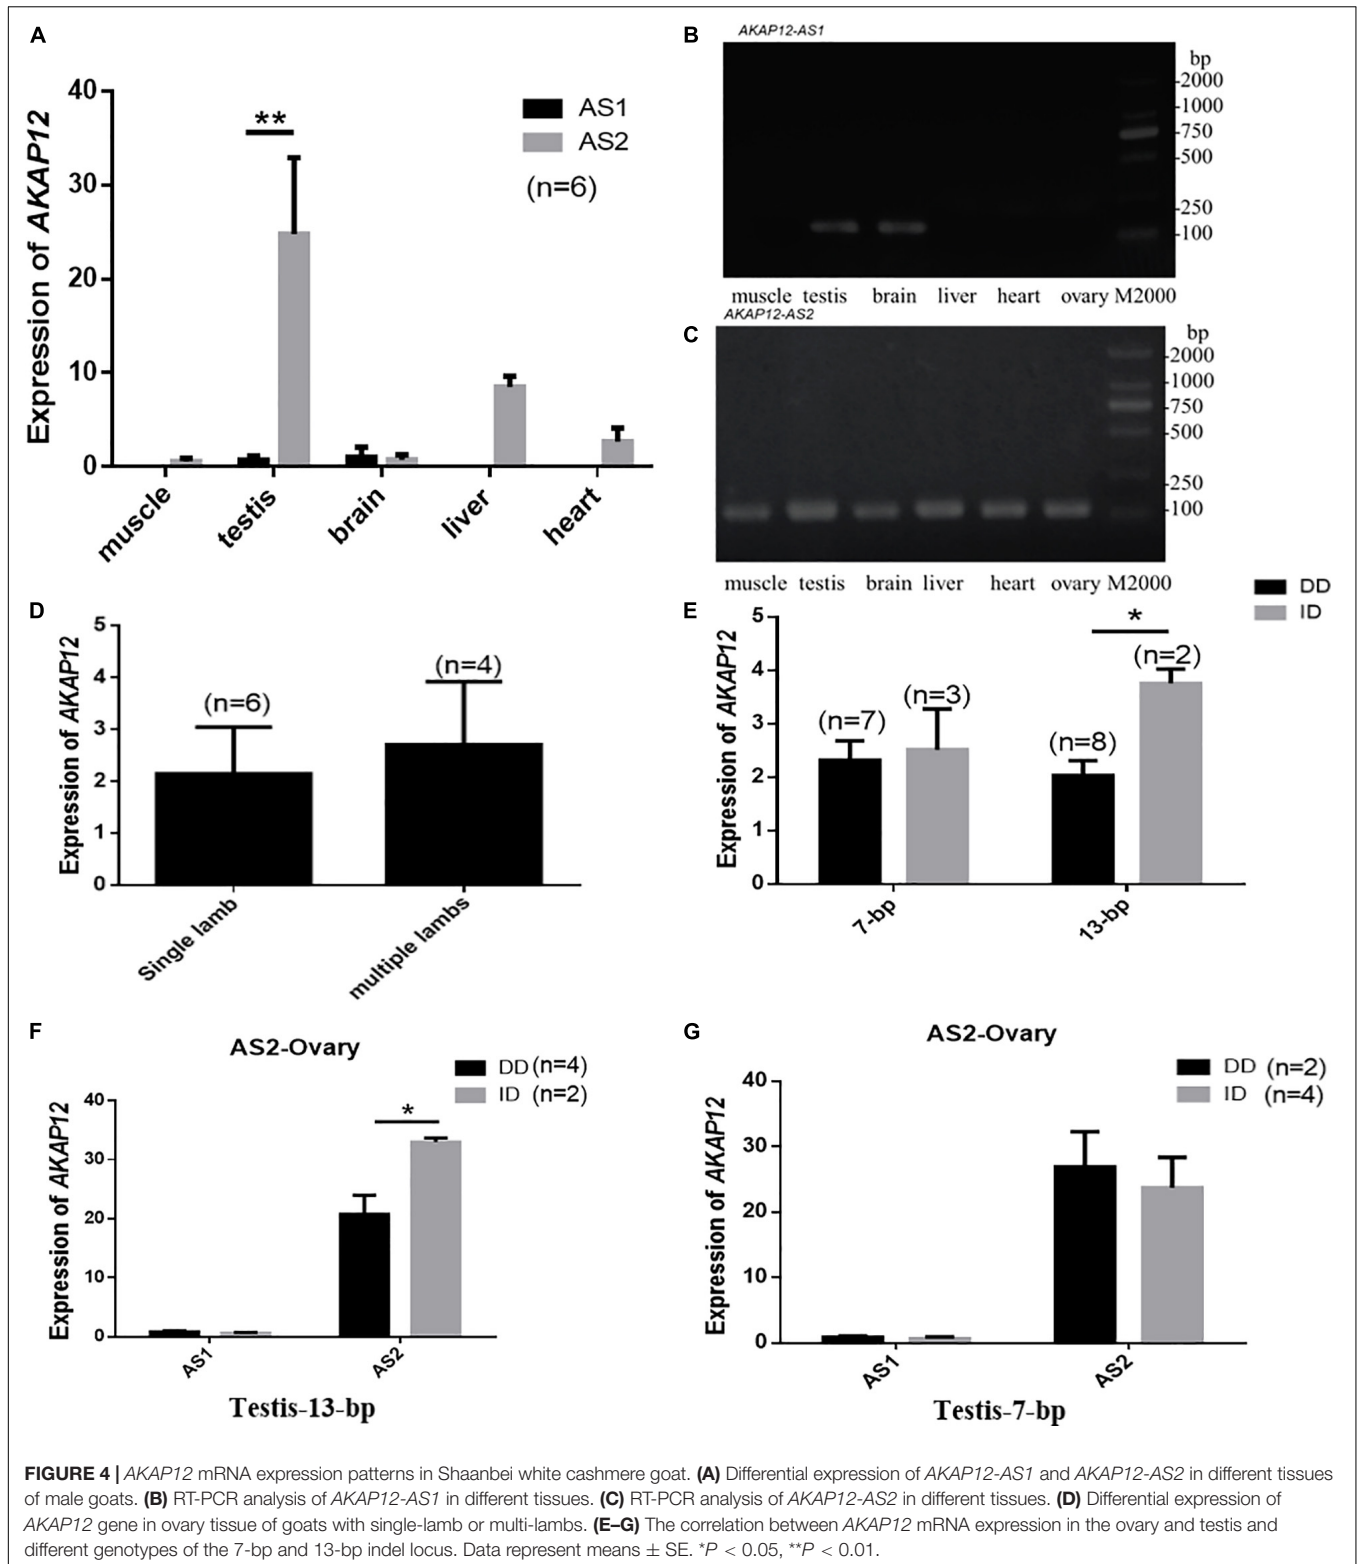 A
Expression of AKAP12
40
30
20
10
0
**
AS1
AS2
(n=6)
muscle
testis
brain
liver
heart
B
AKAP12-AS1
bp
2000
1000
750
500
250
100
muscle testis brain liver heart ovary M2000
C
AKAP12-AS2
bp
2000
1000
750
500
250
100
muscle testis brain liver heart ovary M2000
D
Expression of AKAP12
5
4
3
2
1
0
(n=6)
(n=4)
Single lamb
multiple lambs
E
DD
ID
Expression of AKAP12
5
4
3
2
1
0
(n=7)
(n=3)
(n=8)
(n=2)
*
7-bp
13-bp
F
AS2-Ovary
DD (n=4)
ID (n=2)
Expression of AKAP12
40
30
20
10
0
*
AS1
AS2
Testis-13-bp
G
AS2-Ovary
DD (n=2)
ID (n=4)
Expression of AKAP12
40
30
20
10
0
AS1
AS2
Testis-7-bp
FIGURE 4 | AKAP12 mRNA expression patterns in Shaanbei white cashmere goat. (A) Differential expression of AKAP12-AS1 and AKAP12-AS2 in different tissues
of male goats. (B) RT-PCR analysis of AKAP12-AS1 in different tissues. (C) RT-PCR analysis of AKAP12-AS2 in different tissues. (D) Differential expression of
AKAP12 gene in ovary tissue of goats with single-lamb or multi-lambs. (E–G) The correlation between AKAP12 mRNA expression in the ovary and testis and
different genotypes of the 7-bp and 13-bp indel locus. Data represent means ± SE. *P < 0.05, **P < 0.01.